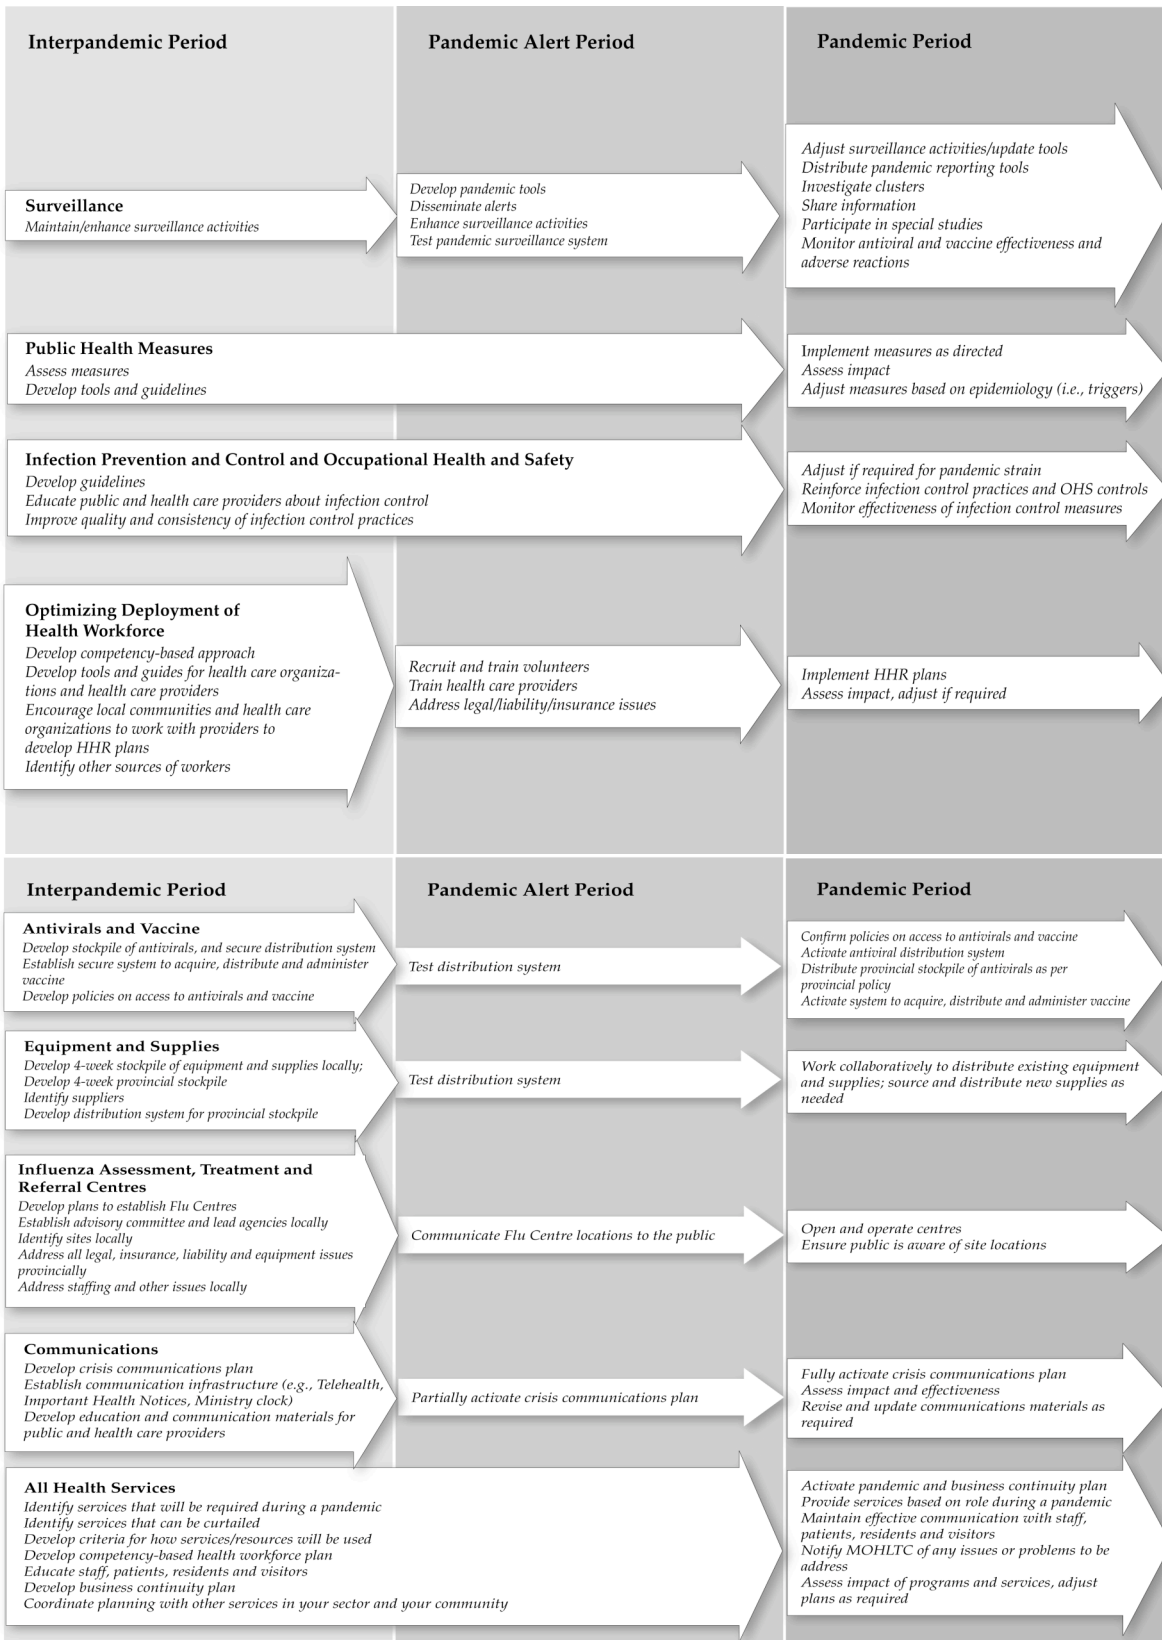 Interpandemic Period
Pandemic Alert Period
Pandemic Period
Surveillance
Maintain/enhance surveillance activities
Develop pandemic tools
Disseminate alerts
Enhance surveillance activities
Test pandemic surveillance system
Adjust surveillance activities/update tools
Distribute pandemic reporting tools
Investigate clusters
Share information
Participate in special studies
Monitor antiviral and vaccine effectiveness and
adverse reactions
Public Health Measures
Assess measures
Develop tools and guidelines
Implement measures as directed
Assess impact
Adjust measures based on epidemiology (i.e., triggers)
Infection Prevention and Control and Occupational Health and Safety
Develop guidelines
Educate public and health care providers about infection control
Improve quality and consistency of infection control practices
Adjust if required for pandemic strain
Reinforce infection control practices and OHS controls
Monitor effectiveness of infection control measures
Optimizing Deployment of
Health Workforce
Develop competency-based approach
Develop tools and guides for health care organiza-
tions and health care providers
Encourage local communities and health care
organizations to work with providers to
develop HHR plans
Identify other sources of workers
Recruit and train volunteers
Train health care providers
Address legal/liability/insurance issues
Implement HHR plans
Assess impact, adjust if required
Interpandemic Period
Pandemic Alert Period
Pandemic Period
Antivirals and Vaccine
Develop stockpile of antivirals, and secure distribution system
Establish secure system to acquire, distribute and administer
vaccine
Develop policies on access to antivirals and vaccine
Test distribution system
Confirm policies on access to antivirals and vaccine
Activate antiviral distribution system
Distribute provincial stockpile of antivirals as per
provincial policy
Activate system to acquire, distribute and administer vaccine
Equipment and Supplies
Develop 4-week stockpile of equipment and supplies locally;
Develop 4-week provincial stockpile
Identify suppliers
Develop distribution system for provincial stockpile
Test distribution system
Work collaboratively to distribute existing equipment
and supplies; source and distribute new supplies as
needed
Influenza Assessment, Treatment and
Referral Centres
Develop plans to establish Flu Centres
Establish advisory committee and lead agencies locally
Identify sites locally
Address all legal, insurance, liability and equipment issues
provincially
Address staffing and other issues locally
Communicate Flu Centre locations to the public
Open and operate centres
Ensure public is aware of site locations
Communications
Develop crisis communications plan
Establish communication infrastructure (e.g., Telehealth,
Important Health Notices, Ministry clock)
Develop education and communication materials for
public and health care providers
Partially activate crisis communications plan
Fully activate crisis communications plan
Assess impact and effectiveness
Revise and update communications materials as
required
All Health Services
Identify services that will be required during a pandemic
Identify services that can be curtailed
Develop criteria for how services/resources will be used
Develop competency-based health workforce plan
Educate staff, patients, residents and visitors
Develop business continuity plan
Coordinate planning with other services in your sector and your community
Activate pandemic and business continuity plan
Provide services based on role during a pandemic
Maintain effective communication with staff,
patients, residents and visitors
Notify MOHLTC of any issues or problems to be
address
Assess impact of programs and services, adjust
plans as required